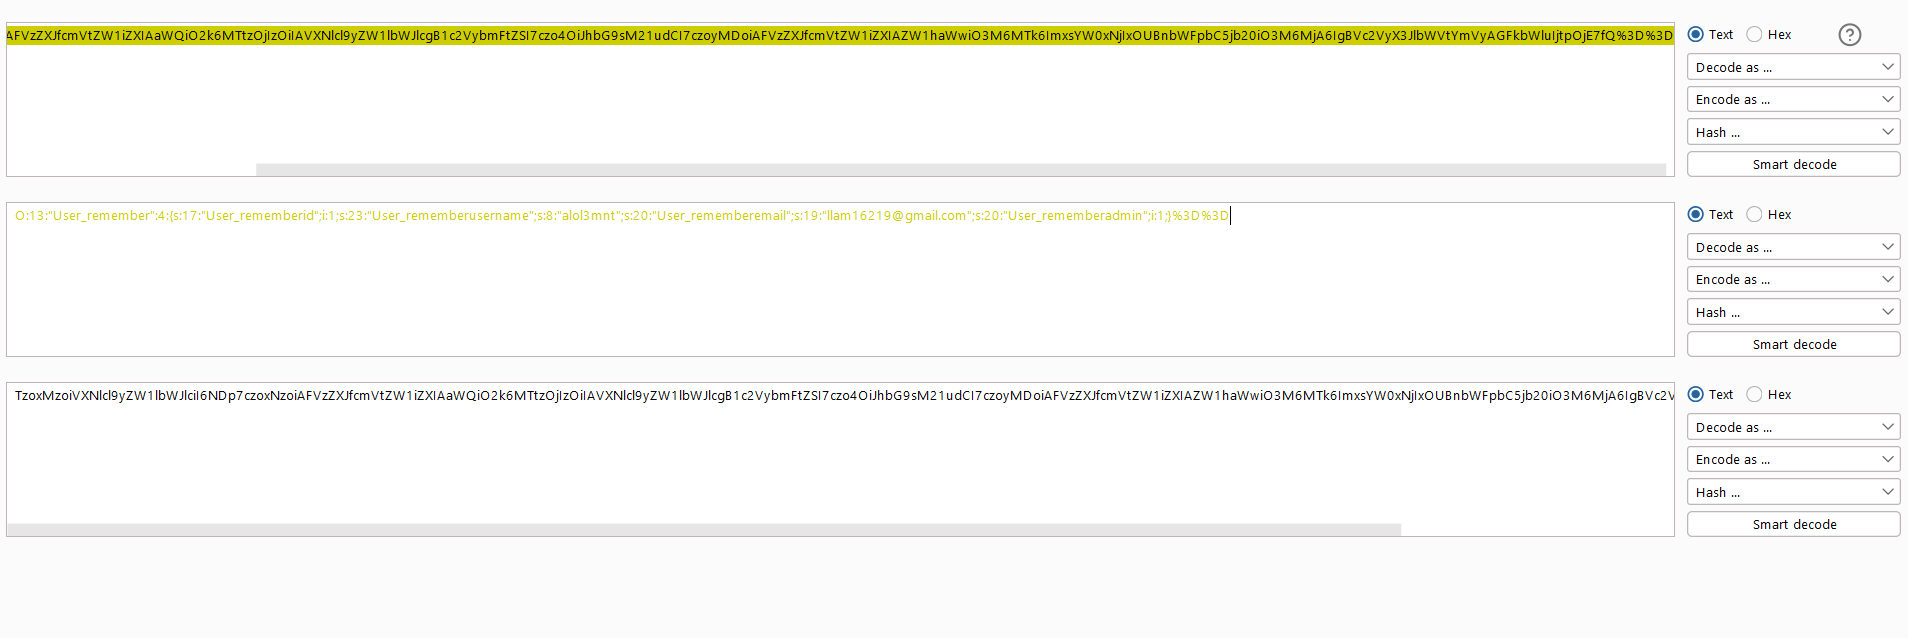 AFVzZXJfcmVtZW1iZXIAaWQiO2k6MTtzOjIzOiIAVXNlcl9yZW1lbWJlcgB1c2VybmFtZSI7czo4OiJhbG9sM21udCI7czoyMDoiAFVzZXJfcmVtZW1iZXIAZW1haWwiO3M6MTk6ImxsYW0xNjIxOUBnbWFpbC5jb20iO3M6MjA6IgBVc2VyX3JlbWVtYmVyAGFkbWluIjtpOjE7fQ%3D%3D
Text
Hex
Decode as ...
Encode as ...
Hash ...
Smart decode
O:13:"User_remember":4:{s:17:"User_rememberid";i:1;s:23:"User_rememberusername";s:8:"alol3mnt";s:20:"User_rememberemail";s:19:"llam16219@gmail.com";s:20:"User_rememberadmin";i:1;}%3D%3D
Text
Hex
Decode as ...
Encode as ...
Hash ...
Smart decode
TzoxMzoiVXNlcl9yZW1lbWJlciI6NDp7czoxNzoiAFVzZXJfcmVtZW1iZXIAaWQiO2k6MTtzOjIzOiIAVXNlcl9yZW1lbWJlcgB1c2VybmFtZSI7czo4OiJhbG9sM21udCI7czoyMDoiAFVzZXJfcmVtZW1iZXIAZW1haWwiO3M6MTk6ImxsYW0xNjIxOUBnbWFpbC5jb20iO3M6MjA6IgBVc2V
Text
Hex
Decode as ...
Encode as ...
Hash ...
Smart decode